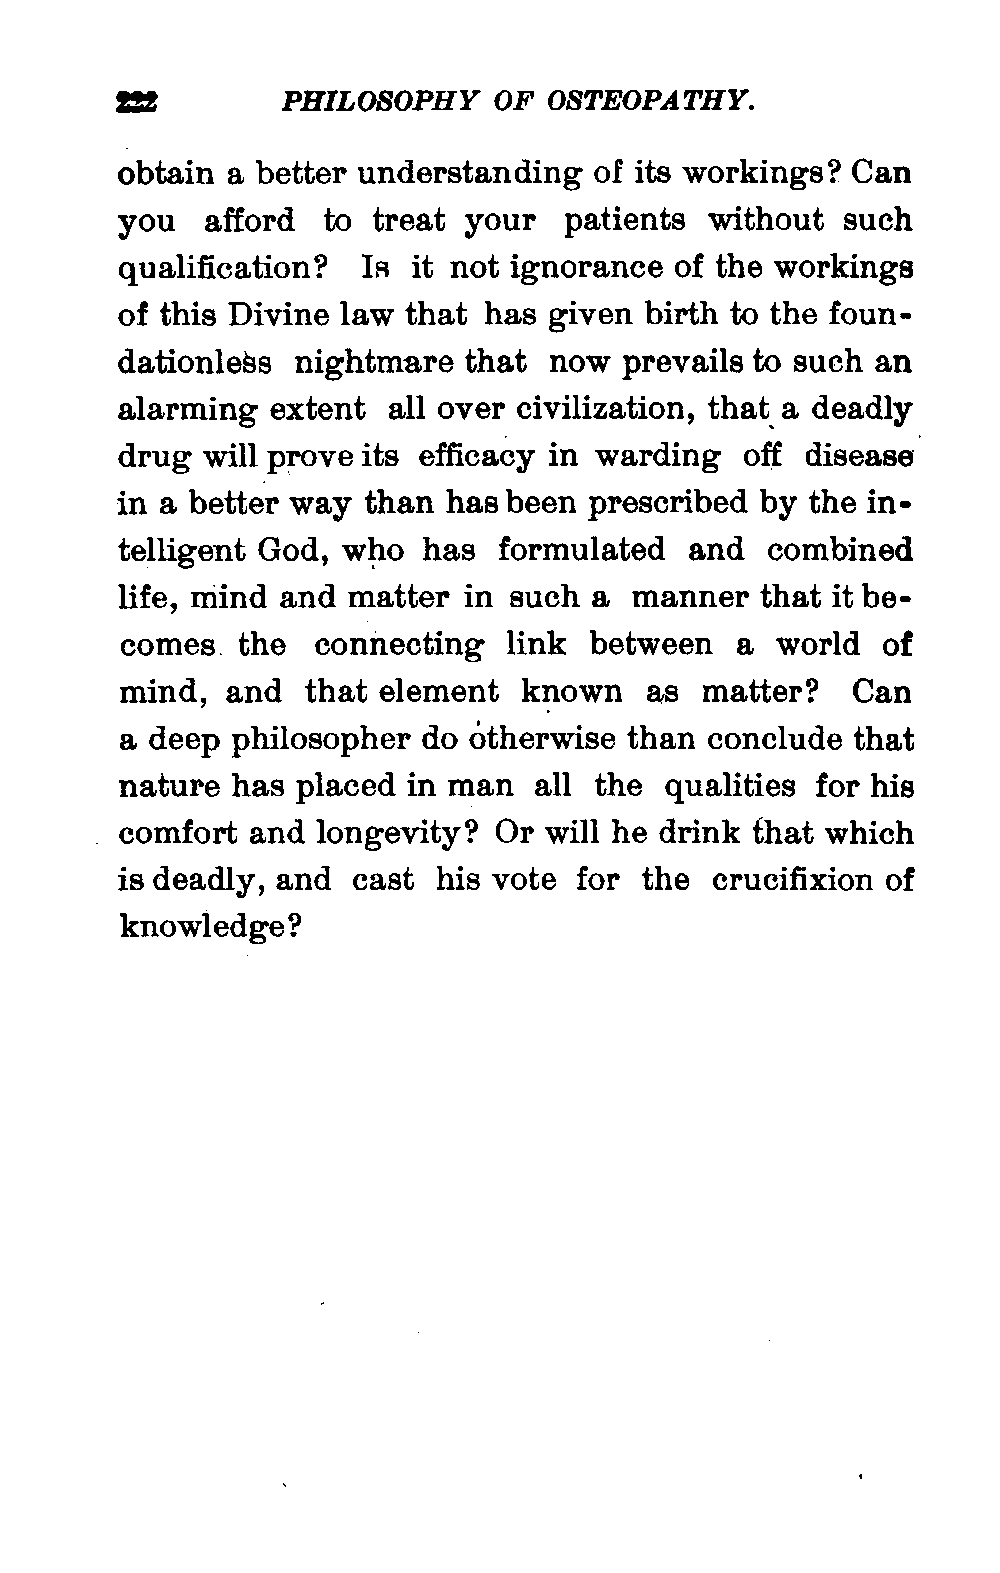 222 PHILOSOPHY OF OSTEOPATHY.
obtain a better understanding of its workings? Can
you afford to treat your patients without such
qualification? Is it not ignorance of the workings
of this Divine law that has given birth to the foun-
dationless nightmare that now prevails to such an
alarming extent all over civilization, that a deadly
drug will prove its efficacy in warding off disease
in a better way than has been prescribed by the in-
telligent God, who has formulated and combined
life, mind and matter in such a manner that it be-
comes the connecting link between a world of
mind, and that element known as matter? Can
a deep philosopher do otherwise than conclude that
nature has placed in man all the qualities for his
comfort and longevity? Or will he drink that which
is deadly, and cast his vote for the crucifixion of
knowledge?